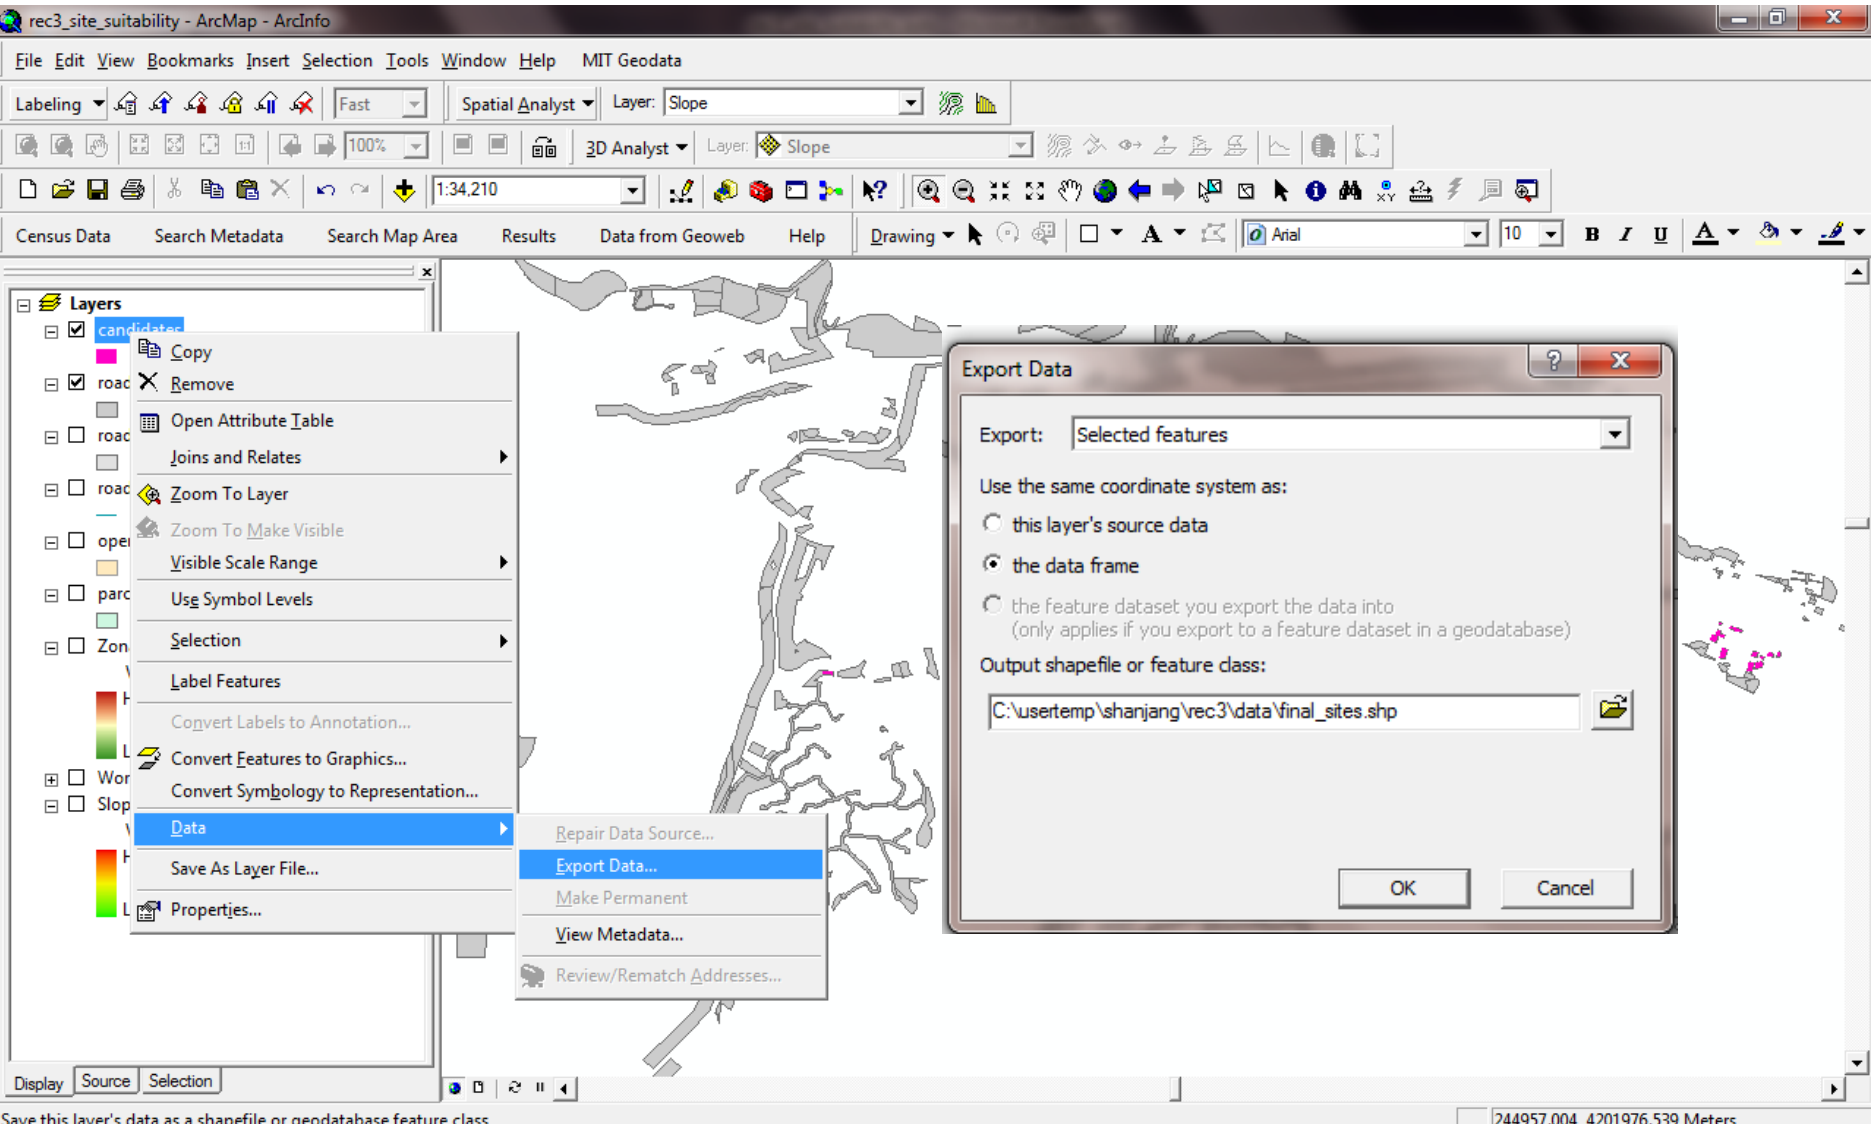 rec3_site_suitability - ArcMap - ArcInfo
File Edit View Bookmarks Insert Selection Tools Window Help MIT Geodata
Labeling Fast Spatial Analyst Layer: Slope
100% 3D Analyst Layer: Slope
1:34,210
Census Data Search Metadata Search Map Area Results Data from Geoweb Help Drawing A Arial 10 B I U A
Layers
candidates
road
road
road
oper
parc
Zon
H
L
Wor
Slop
H
L
Copy
Remove
Open Attribute Table
Joins and Relates
Zoom To Layer
Zoom To Make Visible
Visible Scale Range
Use Symbol Levels
Selection
Label Features
Convert Labels to Annotation...
Convert Features to Graphics...
Convert Symbology to Representation...
Data
Save As Layer File...
Properties...
Repair Data Source...
Export Data...
Make Permanent
View Metadata...
Review/Rematch Addresses...
Export Data
Export: Selected features
Use the same coordinate system as:
this layer's source data
the data frame
the feature dataset you export the data into
(only applies if you export to a feature dataset in a geodatabase)
Output shapefile or feature class:
C:\usertemp\shanjang\rec3\data\final_sites.shp
OK Cancel
Display Source Selection
Save this layer's data as a shapefile or geodatabase feature class
244957.004 4201976.539 Meters